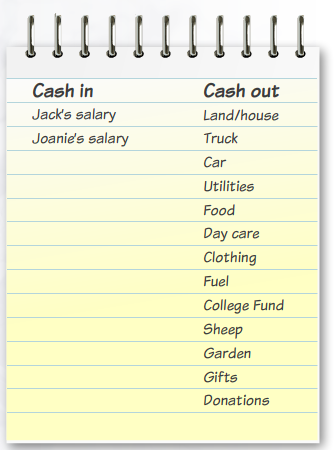 Cash in Cash out
Jack's salary Land/house
Joanie's salary Truck
Car
Utilities
Food
Day care
Clothing
Fuel
College Fund
Sheep
Garden
Gifts
Donations